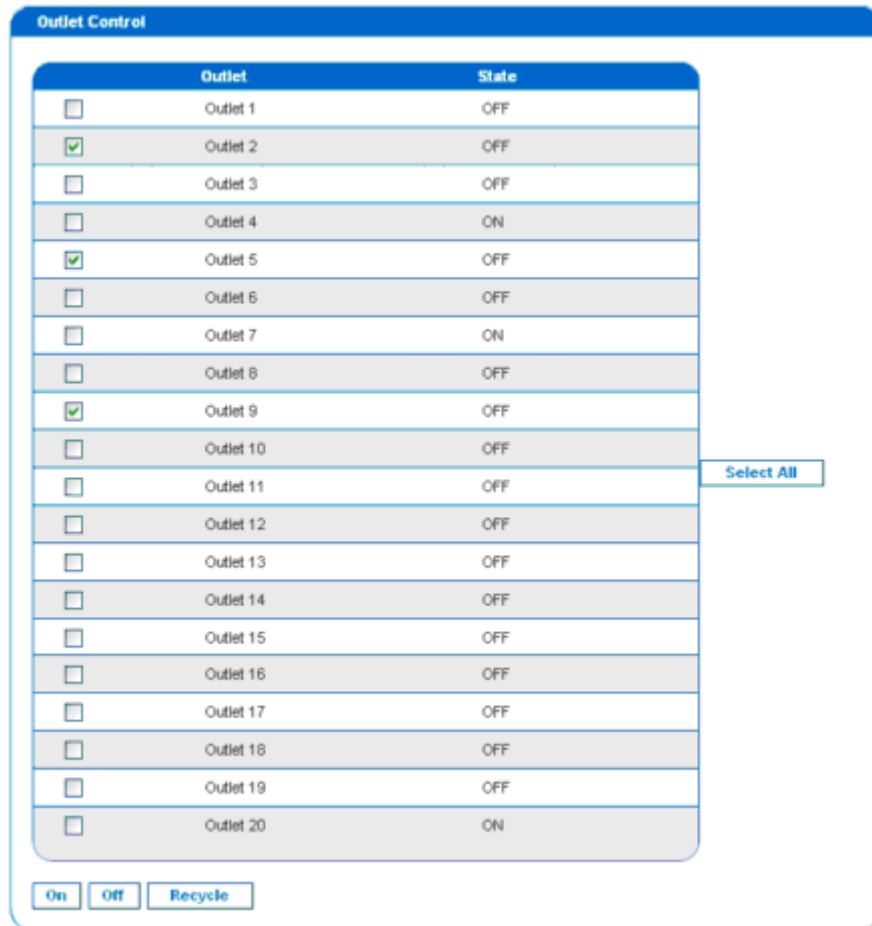 Outlet Control
Outlet State
Outlet 1 OFF
Outlet 2 OFF
Outlet 3 OFF
Outlet 4 ON
Outlet 5 OFF
Outlet 6 OFF
Outlet 7 ON
Outlet 8 OFF
Outlet 9 OFF
Outlet 10 OFF
Select All
Outlet 11 OFF
Outlet 12 OFF
Outlet 13 OFF
Outlet 14 OFF
Outlet 15 OFF
Outlet 16 OFF
Outlet 17 OFF
Outlet 18 OFF
Outlet 19 OFF
Outlet 20 ON
On Off Recycle